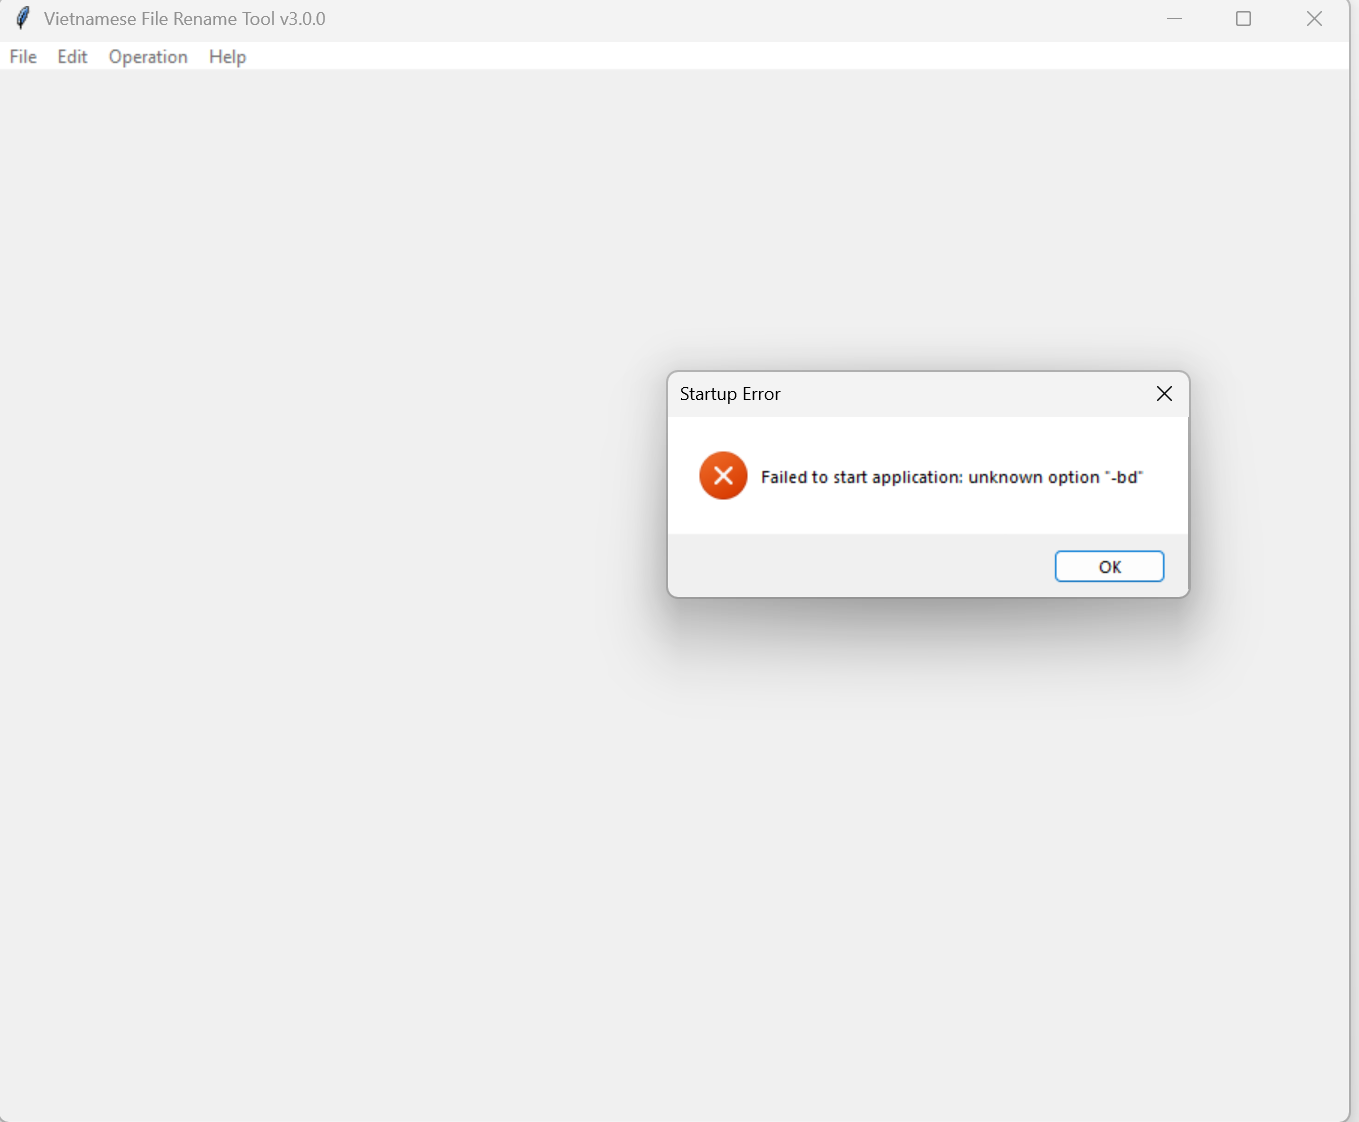 Vietnamese File Rename Tool v3.0.0
File Edit Operation Help
Startup Error
Failed to start application: unknown option "-bd"
OK